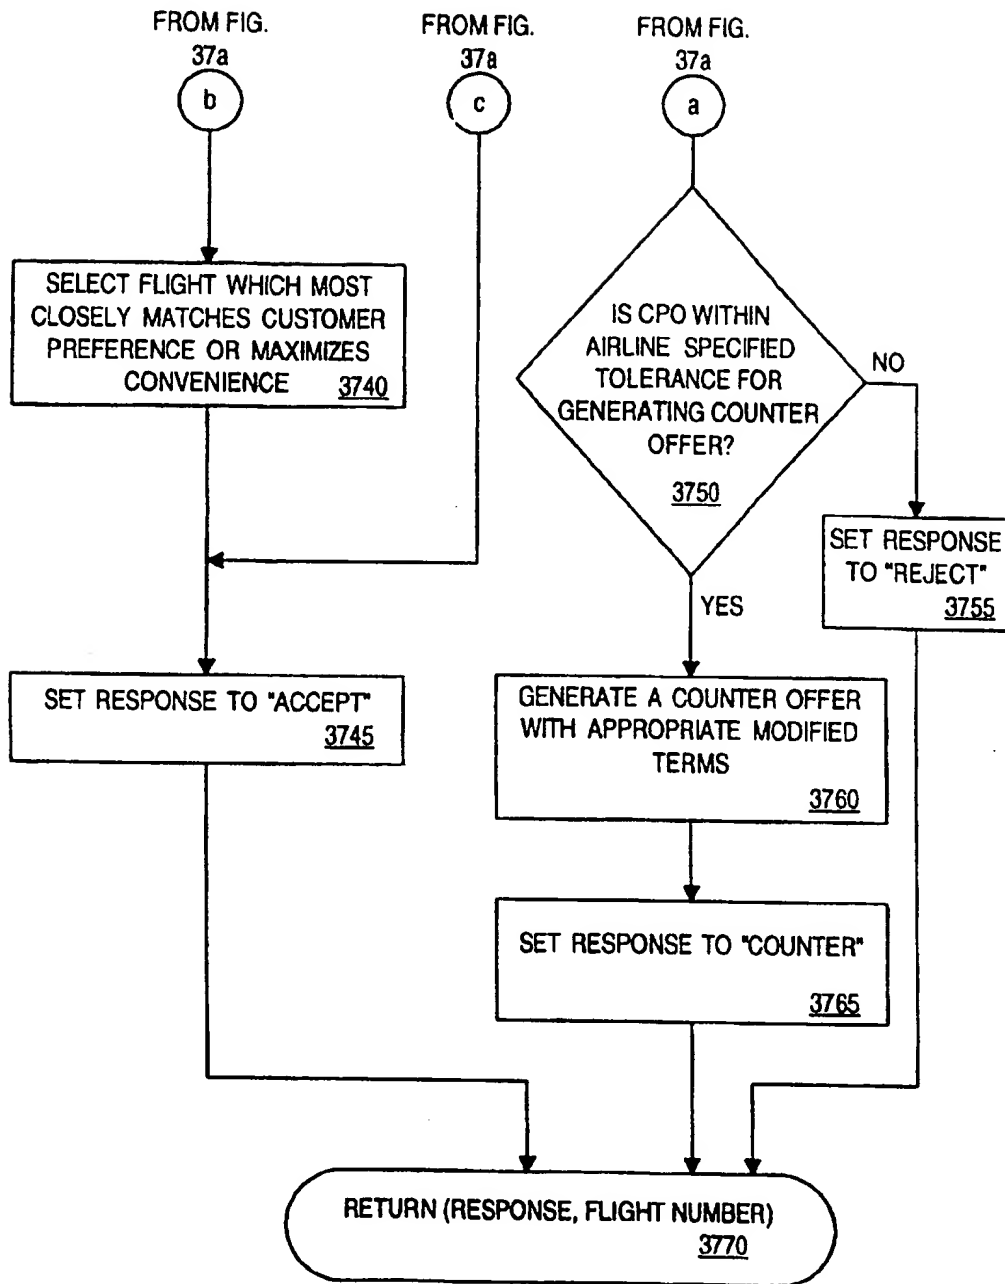 FROM FIG.
37a
b
FROM FIG.
37a
c
FROM FIG.
37a
a
SELECT FLIGHT WHICH MOST
CLOSELY MATCHES CUSTOMER
PREFERENCE OR MAXIMIZES
CONVENIENCE 3740
IS CPO WITHIN
AIRLINE SPECIFIED
TOLERANCE FOR
GENERATING COUNTER
OFFER?
3750
NO
YES
SET RESPONSE
TO "REJECT"
3755
SET RESPONSE TO "ACCEPT"
3745
GENERATE A COUNTER OFFER
WITH APPROPRIATE MODIFIED
TERMS
3760
SET RESPONSE TO "COUNTER"
3765
RETURN (RESPONSE, FLIGHT NUMBER)
3770